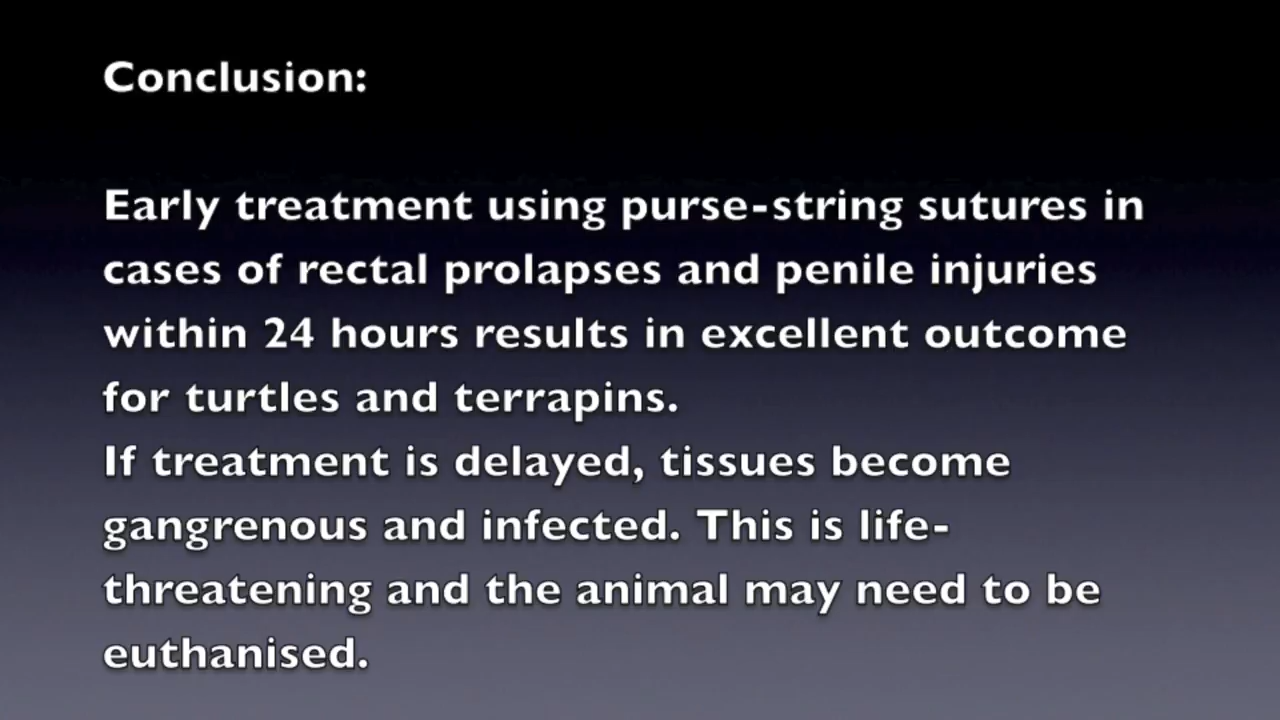 Conclusion:
Early treatment using purse-string sutures in
cases of rectal prolapses and penile injuries
within 24 hours results in excellent outcome
for turtles and terrapins.
If treatment is delayed, tissues become
gangrenous and infected. This is life-
threatening and the animal may need to be
euthanised.